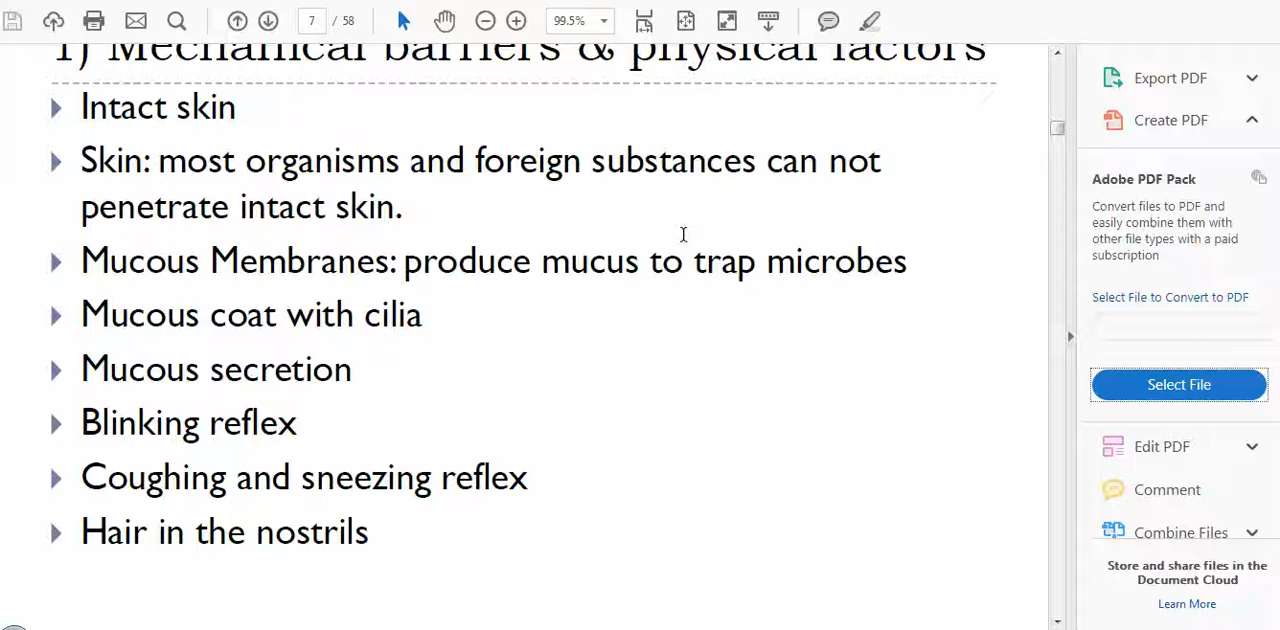 7 / 58
99.5%
1) Mechanical barriers & physical factors
Intact skin
Skin: most organisms and foreign substances can not
penetrate intact skin.
Mucous Membranes: produce mucus to trap microbes
Mucous coat with cilia
Mucous secretion
Blinking reflex
Coughing and sneezing reflex
Hair in the nostrils
Export PDF
Create PDF
Adobe PDF Pack
Convert files to PDF and
easily combine them with
other file types with a paid
subscription
Select File to Convert to PDF
Select File
Edit PDF
Comment
Combine Files
Store and share files in the
Document Cloud
Learn More